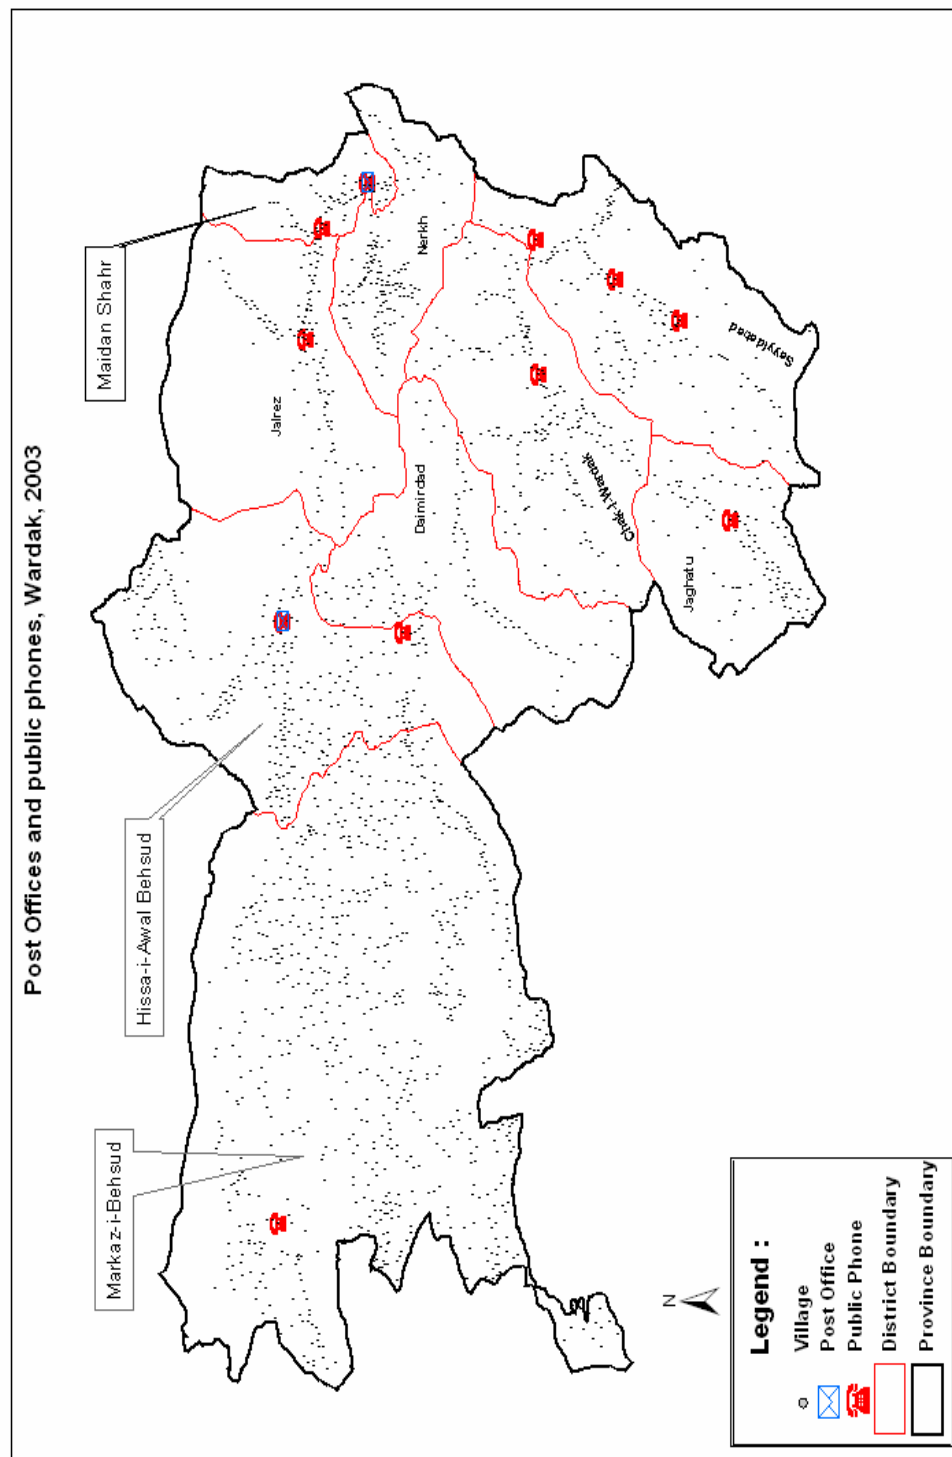 Post Offices and public phones, Wardak, 2003
Markaz-i-Behsud
Hissa-i-Awal Behsud
Maidan Shahr
Jalrez
Nerkh
Daimirdad
Chak-i-Wardak
Sayyidabad
Jaghatu
N
Legend :
Village
Post Office
Public Phone
District Boundary
Province Boundary